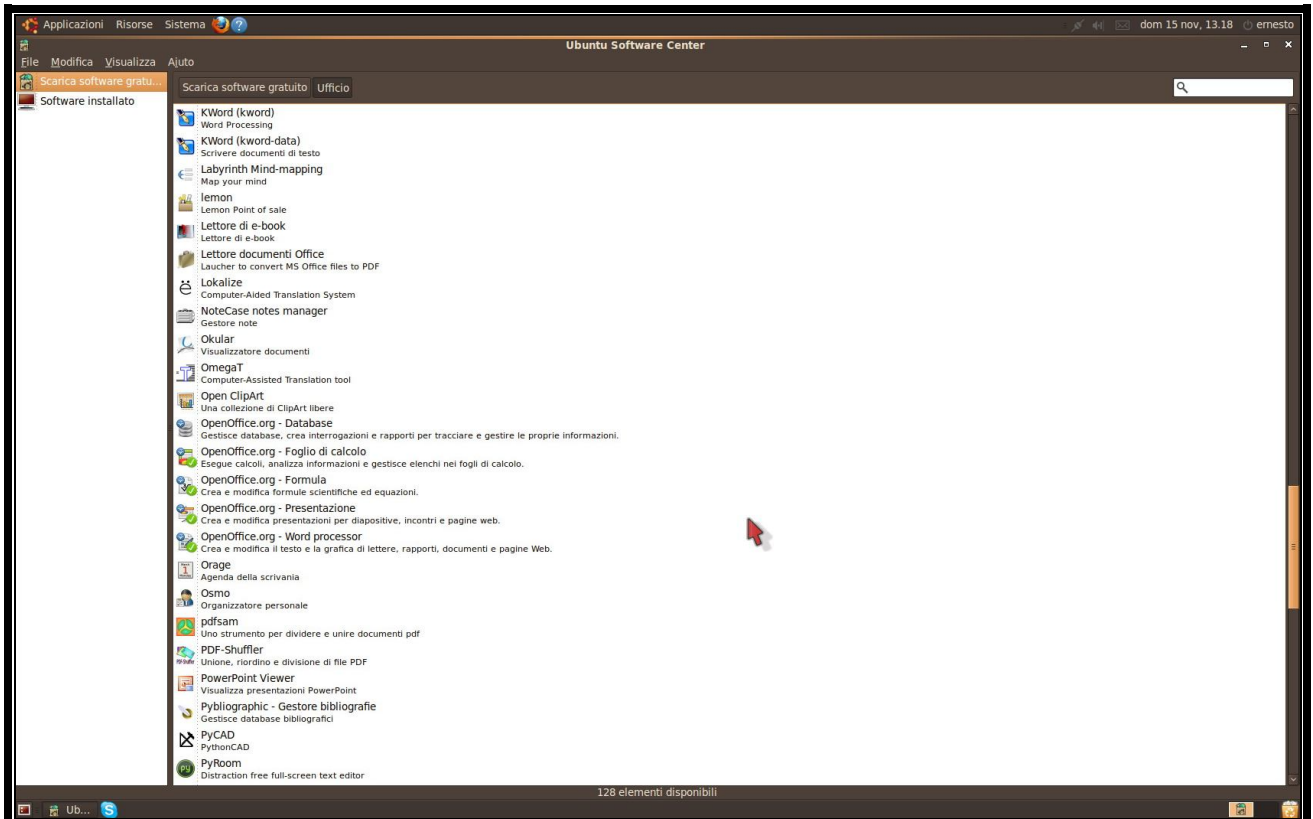 Applicazioni Risorse Sistema
dom 15 nov, 13.18 ernesto
Ubuntu Software Center
File Modifica Visualizza Aiuto
Scarica software gratu...
Software installato
Scarica software gratuito Ufficio
KWord (kword)
Word Processing
KWord (kword-data)
Scrivere documenti di testo
Labyrinth Mind-mapping
Map your mind
lemon
Lemon Point of sale
Lettore di e-book
Lettore di e-book
Lettore documenti Office
Laucher to convert MS Office files to PDF
Lokalize
Computer-Aided Translation System
NoteCase notes manager
Gestore note
Okular
Visualizzatore documenti
OmegaT
Computer-Assisted Translation tool
Open ClipArt
Una collezione di ClipArt libere
OpenOffice.org - Database
Gestisce database, crea interrogazioni e rapporti per tracciare e gestire le proprie informazioni.
OpenOffice.org - Foglio di calcolo
Esegue calcoli, analizza informazioni e gestisce elenchi nei fogli di calcolo.
OpenOffice.org - Formula
Crea e modifica formule scientifiche ed equazioni.
OpenOffice.org - Presentazione
Crea e modifica presentazioni per diapositive, incontri e pagine web.
OpenOffice.org - Word processor
Crea e modifica il testo e la grafica di lettere, rapporti, documenti e pagine Web.
Orage
Agenda della scrivania
Osmo
Organizzatore personale
pdfsam
Uno strumento per dividere e unire documenti pdf
PDF-Shuffler
Unione, riordino e divisione di file PDF
PowerPoint Viewer
Visualizza presentazioni PowerPoint
Pybliographic - Gestore bibliografie
Gestisce database bibliografici
PyCAD
PythonCAD
PyRoom
Distraction free full-screen text editor
128 elementi disponibili
Ub...